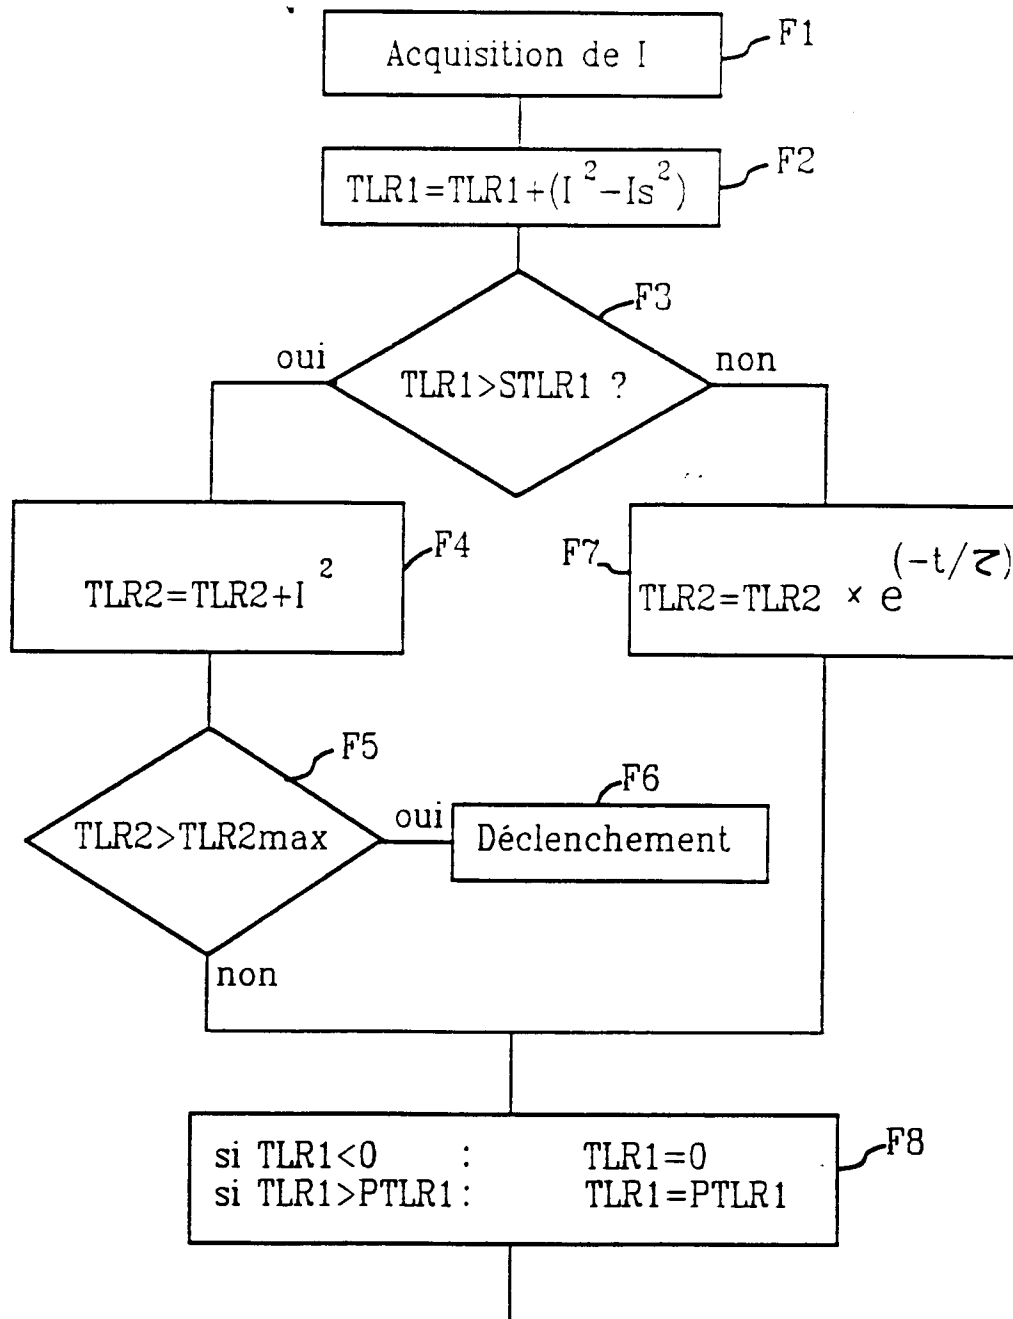 Acquisition de I
F1
TLR1=TLR1+(I²-Is²)
F2
F3
oui
TLR1>STLR1 ?
non
F4
TLR2=TLR2+I²
F7
TLR2=TLR2 × e(-t/τ)
F5
TLR2>TLR2max
oui
F6
Déclenchement
non
si TLR1<0 : TLR1=0
si TLR1>PTLR1: TLR1=PTLR1
F8